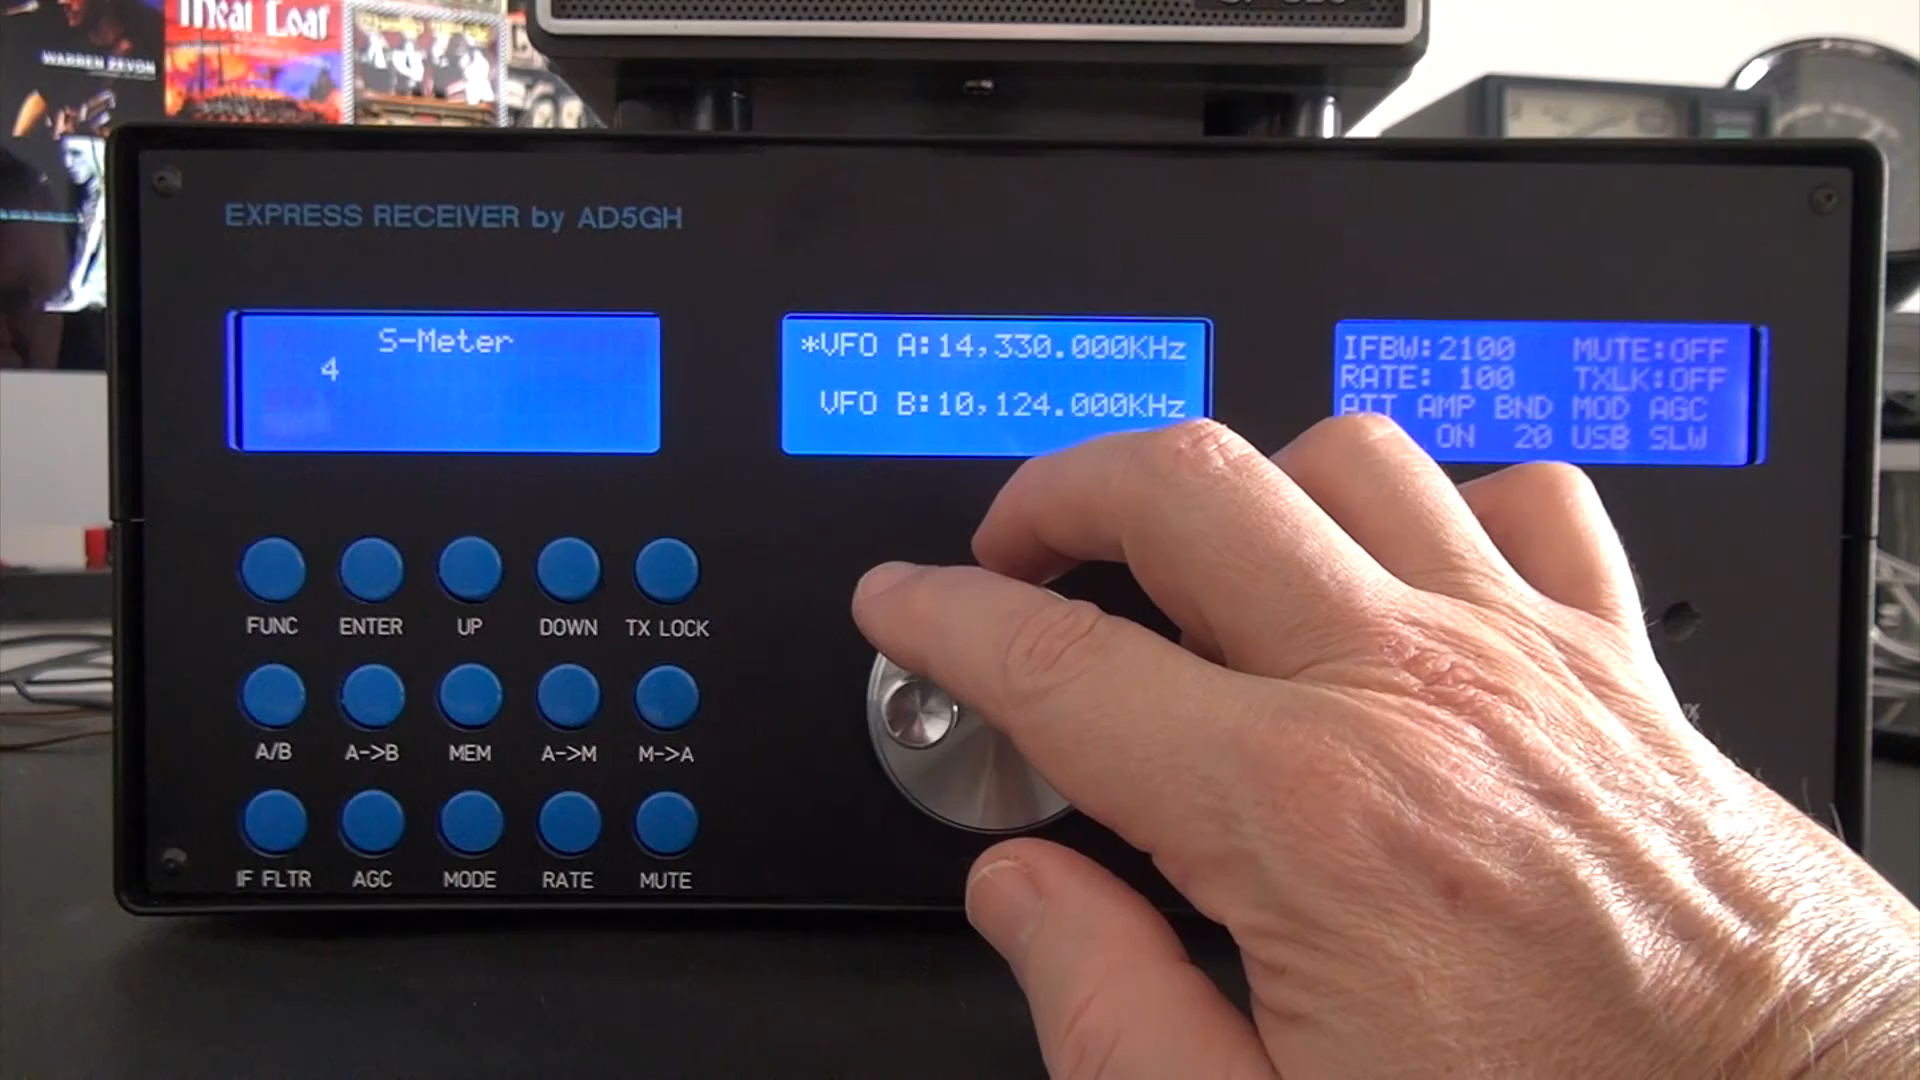 Meat Loaf
WARREN ZEVON
EXPRESS RECEIVER by AD5GH
S-Meter
4
*VFO A:14,330.000KHz
VFO B:10,124.000KHz
IFBW:2100 MUTE:OFF
RATE: 100 TXLK:OFF
ATT AMP BND MOD AGC
ON 20 USB SLW
FUNC ENTER UP DOWN TX LOCK
A/B A->B MEM A->M M->A
IF FLTR AGC MODE RATE MUTE